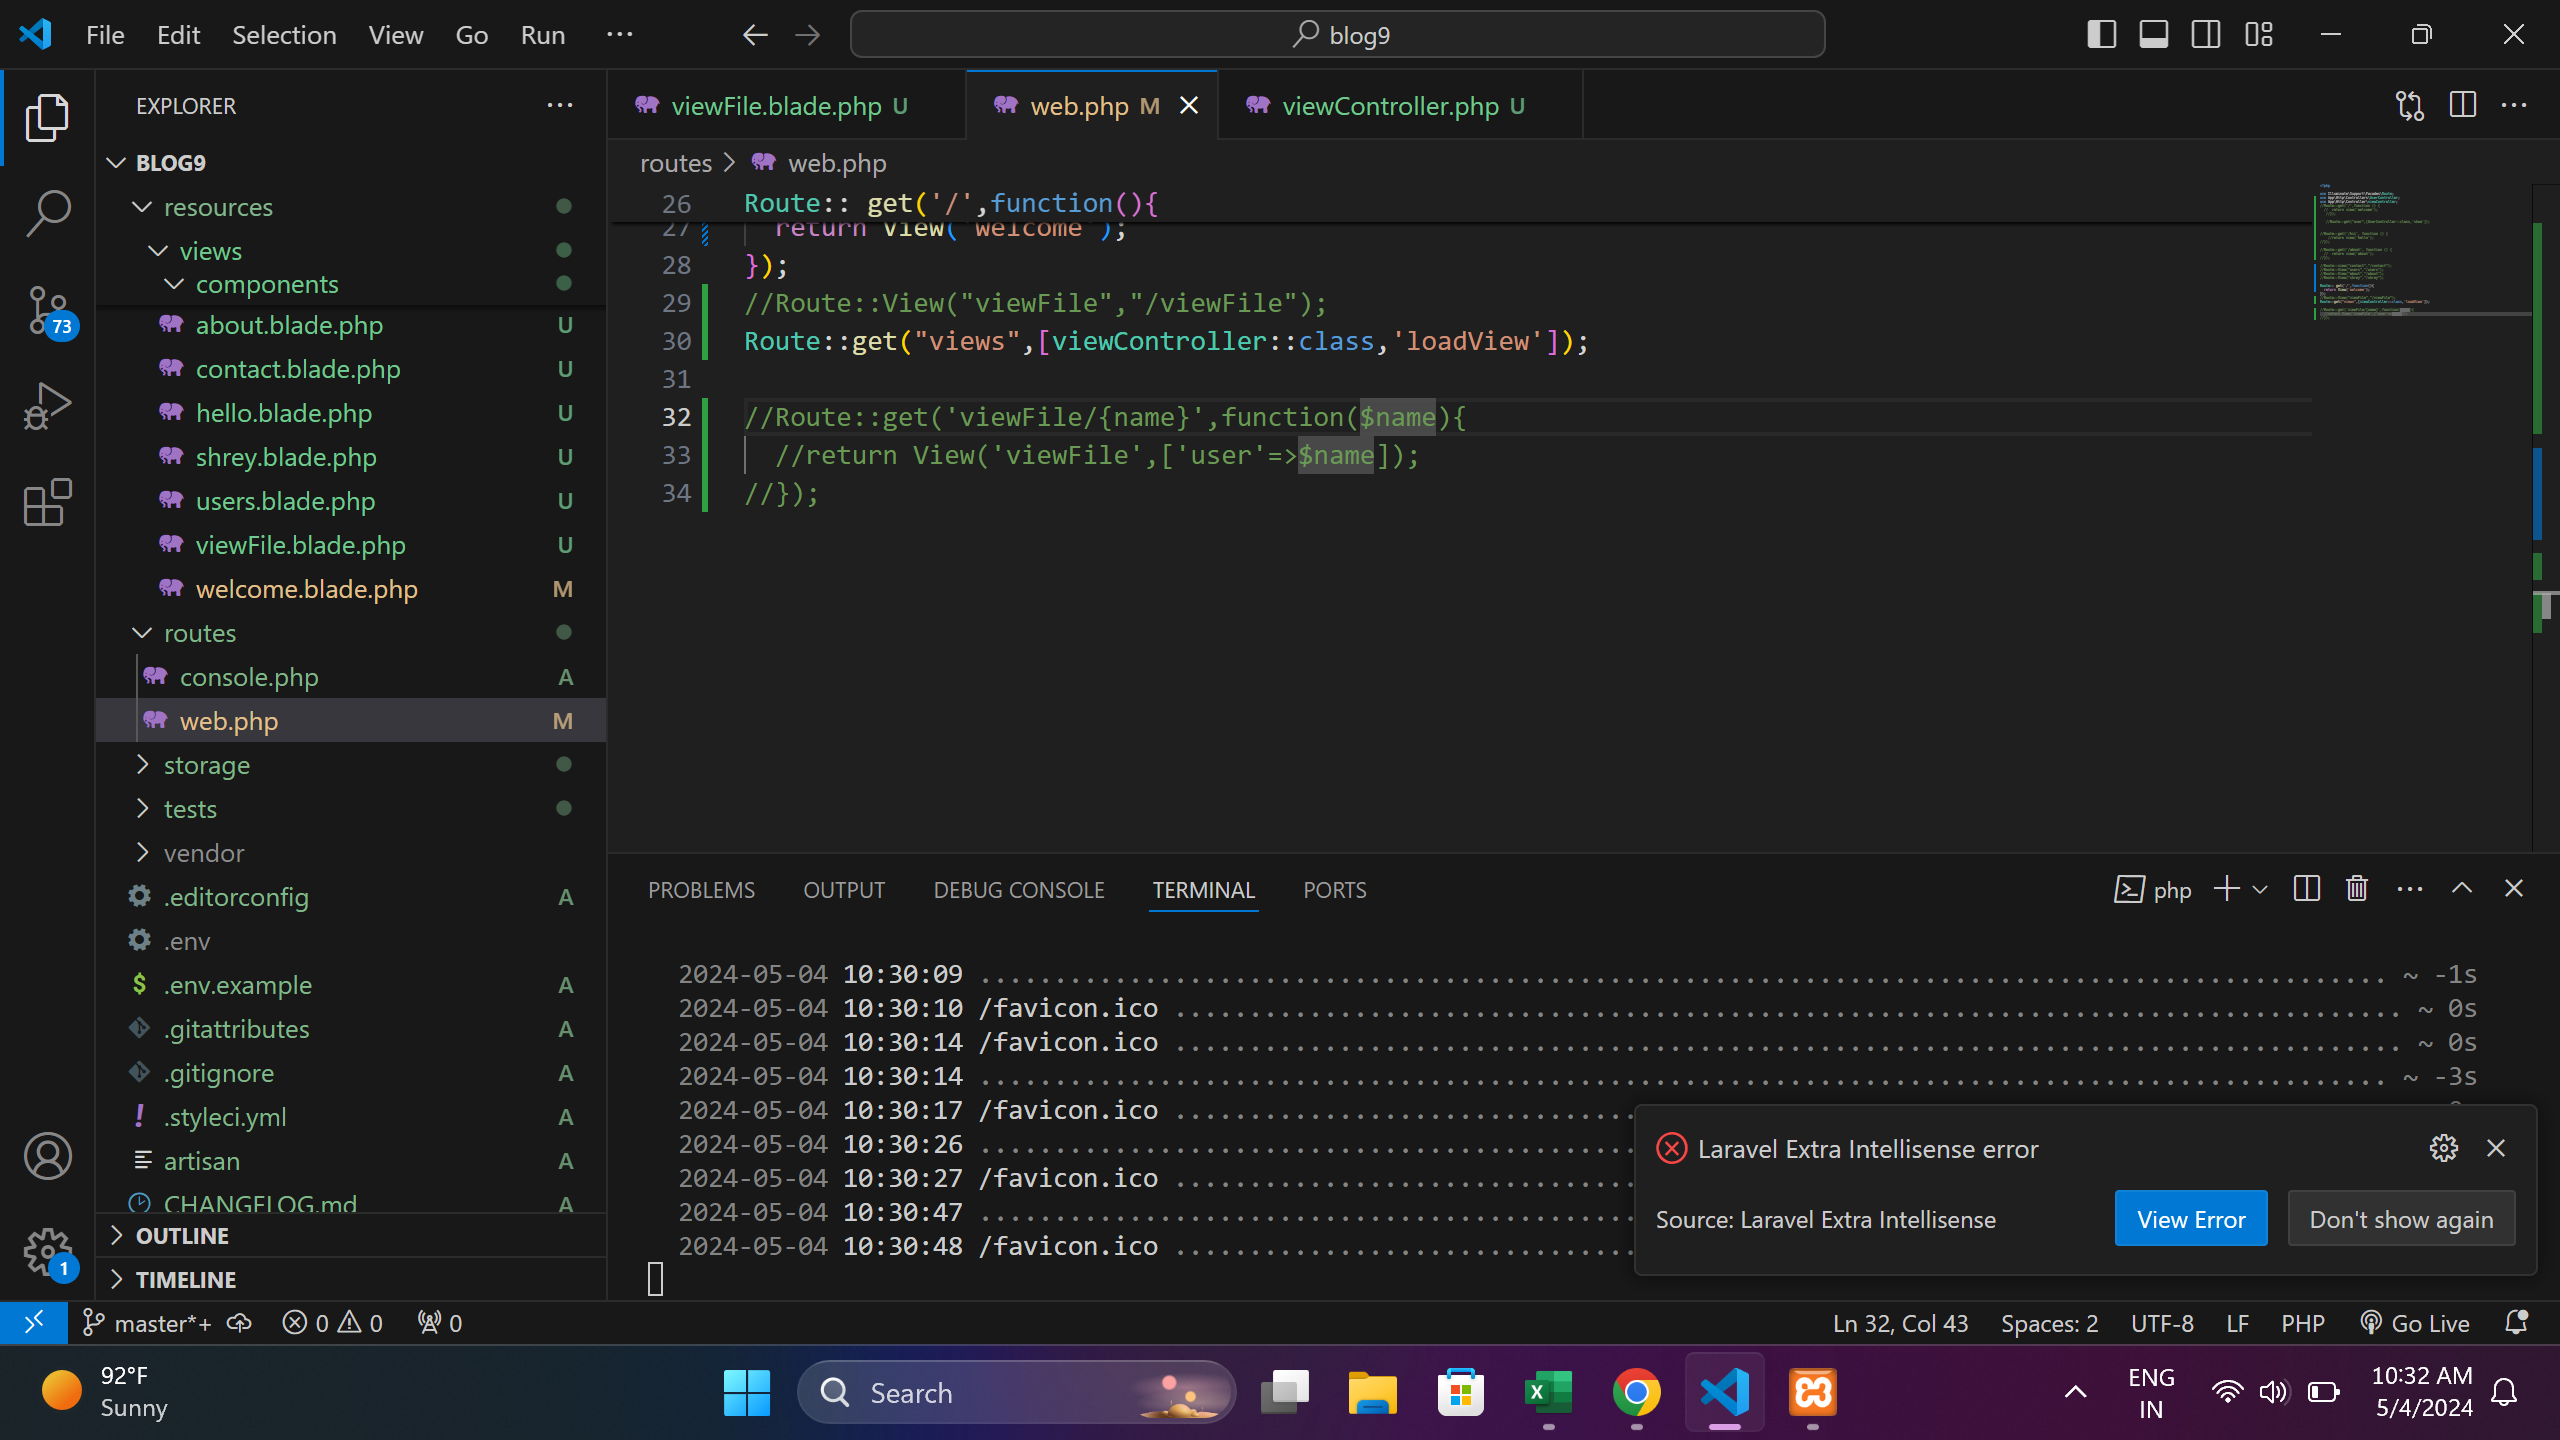 File Edit Selection View Go Run ···
blog9
EXPLORER
BLOG9
resources
views
components
about.blade.php U
contact.blade.php U
hello.blade.php U
shrey.blade.php U
users.blade.php U
viewFile.blade.php U
welcome.blade.php M
routes
console.php A
web.php M
storage
tests
vendor
.editorconfig A
.env
.env.example A
.gitattributes A
.gitignore A
.styleci.yml A
artisan A
CHANGELOG.md A
OUTLINE
TIMELINE
73
1
viewFile.blade.php U
web.php M
viewController.php U
routes > web.php
26 Route:: get('/',function(){
27 return View('welcome');
28 });
29 //Route::View("viewFile","/viewFile");
30 Route::get("views",[viewController::class,'loadView']);
31
32 //Route::get('viewFile/{name}',function($name){
33 //return View('viewFile',['user'=>$name]);
34 //});
PROBLEMS OUTPUT DEBUG CONSOLE TERMINAL PORTS
php
2024-05-04 10:30:09 .................... ~ -1s
2024-05-04 10:30:10 /favicon.ico .................... ~ 0s
2024-05-04 10:30:14 /favicon.ico .................... ~ 0s
2024-05-04 10:30:14 .................... ~ -3s
2024-05-04 10:30:17 /favicon.ico ....................
2024-05-04 10:30:26 ....................
2024-05-04 10:30:27 /favicon.ico ....................
2024-05-04 10:30:47 ....................
2024-05-04 10:30:48 /favicon.ico ....................
Laravel Extra Intellisense error
Source: Laravel Extra Intellisense
View Error
Don't show again
master*+ 0 0 0
Ln 32, Col 43 Spaces: 2 UTF-8 LF PHP Go Live
92°F
Sunny
Search
ENG
IN
10:32 AM
5/4/2024